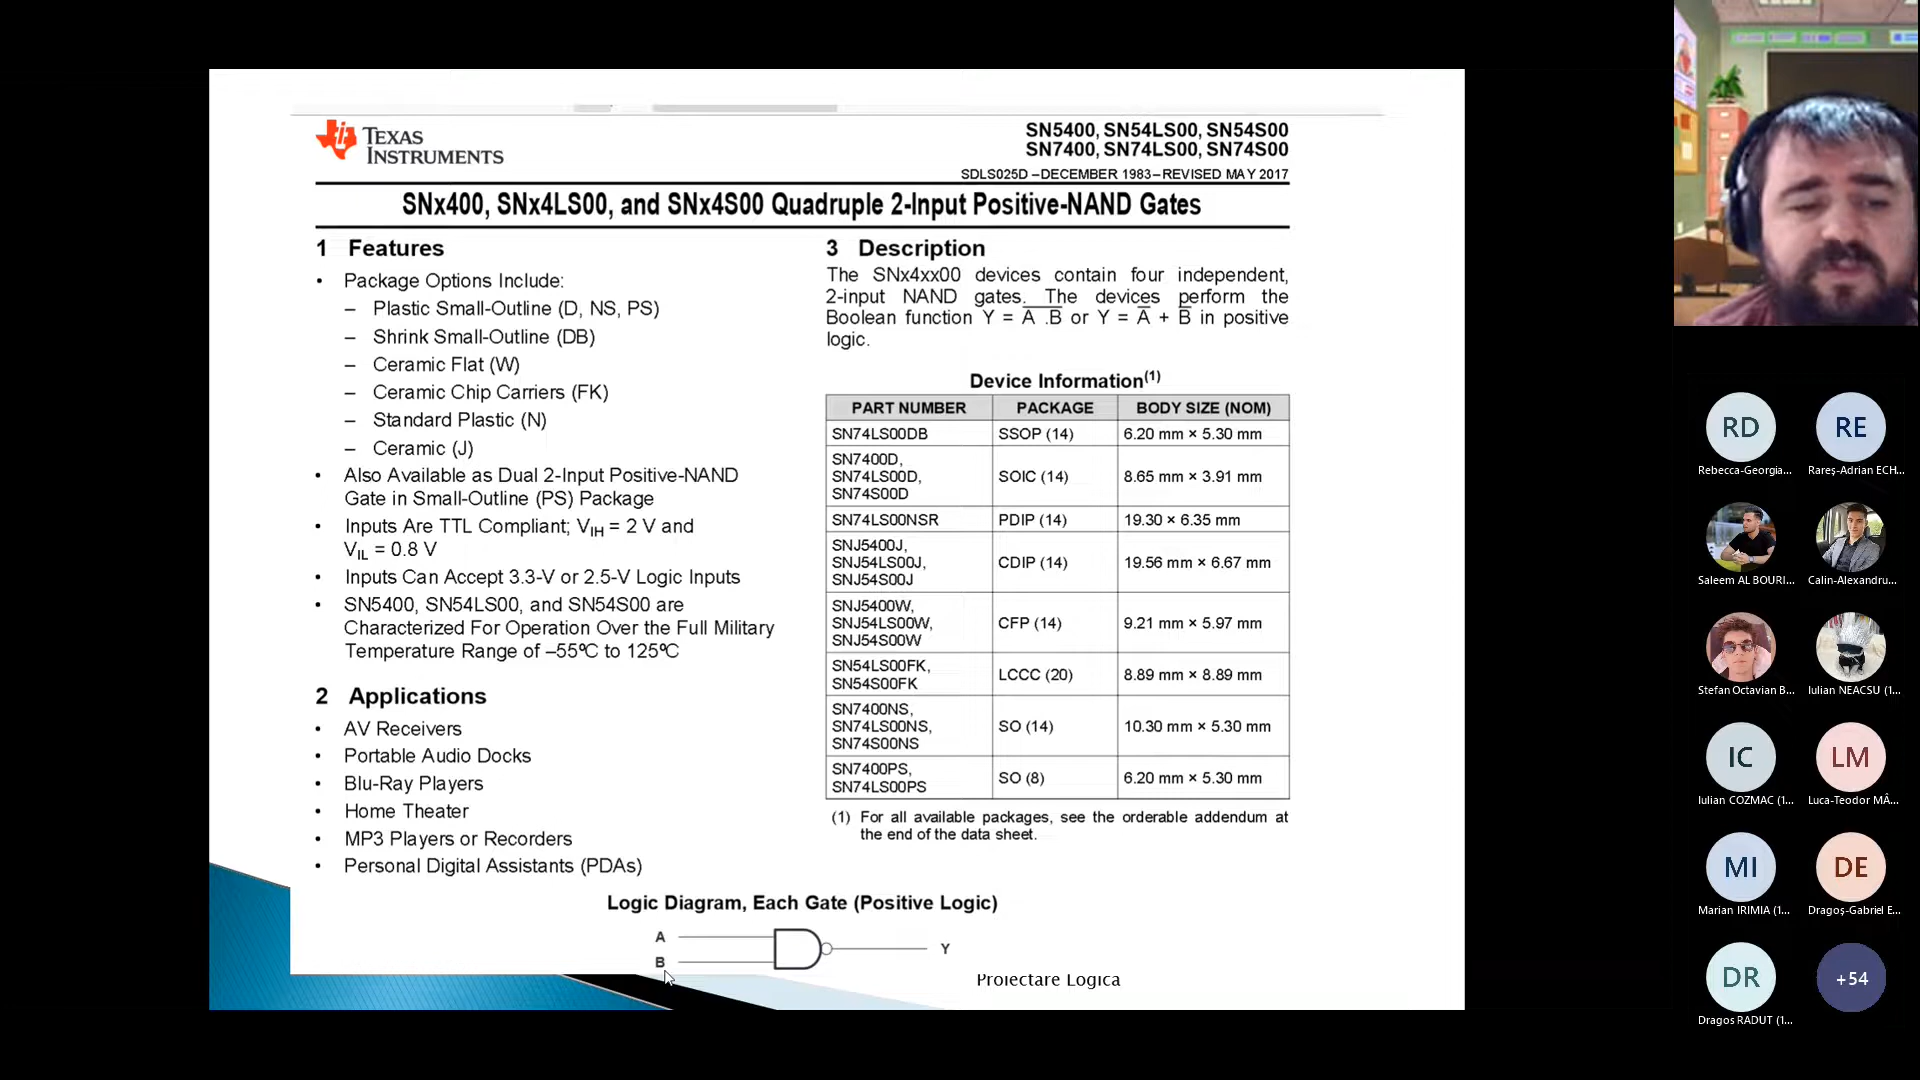 TEXAS
INSTRUMENTS
SN5400, SN54LS00, SN54S00
SN7400, SN74LS00, SN74S00
SDLS025D –DECEMBER 1983–REVISED MAY 2017
SNx400, SNx4LS00, and SNx4S00 Quadruple 2-Input Positive-NAND Gates
1 Features
• Package Options Include:
– Plastic Small-Outline (D, NS, PS)
– Shrink Small-Outline (DB)
– Ceramic Flat (W)
– Ceramic Chip Carriers (FK)
– Standard Plastic (N)
– Ceramic (J)
• Also Available as Dual 2-Input Positive-NAND
Gate in Small-Outline (PS) Package
• Inputs Are TTL Compliant; VIH = 2 V and
VIL = 0.8 V
• Inputs Can Accept 3.3-V or 2.5-V Logic Inputs
• SN5400, SN54LS00, and SN54S00 are
Characterized For Operation Over the Full Military
Temperature Range of –55ºC to 125ºC
2 Applications
• AV Receivers
• Portable Audio Docks
• Blu-Ray Players
• Home Theater
• MP3 Players or Recorders
• Personal Digital Assistants (PDAs)
3 Description
The SNx4xx00 devices contain four independent,
2-input NAND gates. The devices perform the
Boolean function Y = A̅ ̅.̅B̅ or Y = A̅ + B̅ in positive
logic.
Device Information(1)
PART NUMBER PACKAGE BODY SIZE (NOM)
SN74LS00DB SSOP (14) 6.20 mm × 5.30 mm
SN7400D,
SN74LS00D, SOIC (14) 8.65 mm × 3.91 mm
SN74S00D
SN74LS00NSR PDIP (14) 19.30 × 6.35 mm
SNJ5400J,
SNJ54LS00J, CDIP (14) 19.56 mm × 6.67 mm
SNJ54S00J
SNJ5400W,
SNJ54LS00W, CFP (14) 9.21 mm × 5.97 mm
SNJ54S00W
SN54LS00FK,
SN54S00FK LCCC (20) 8.89 mm × 8.89 mm
SN7400NS,
SN74LS00NS, SO (14) 10.30 mm × 5.30 mm
SN74S00NS
SN7400PS,
SN74LS00PS SO (8) 6.20 mm × 5.30 mm
(1) For all available packages, see the orderable addendum at
the end of the data sheet.
Logic Diagram, Each Gate (Positive Logic)
A
B
Y
Proiectare Logica
RD RE
Rebecca-Georgia... Rareș-Adrian ECH...
Saleem AL BOURI... Calin-Alexandru...
Stefan Octavian B... Iulian NEACSU (1...
IC LM
Iulian COZMAC (1... Luca-Teodor MÂ...
MI DE
Marian IRIMIA (1... Dragoș-Gabriel E...
DR +54
Dragos RADUT (1...